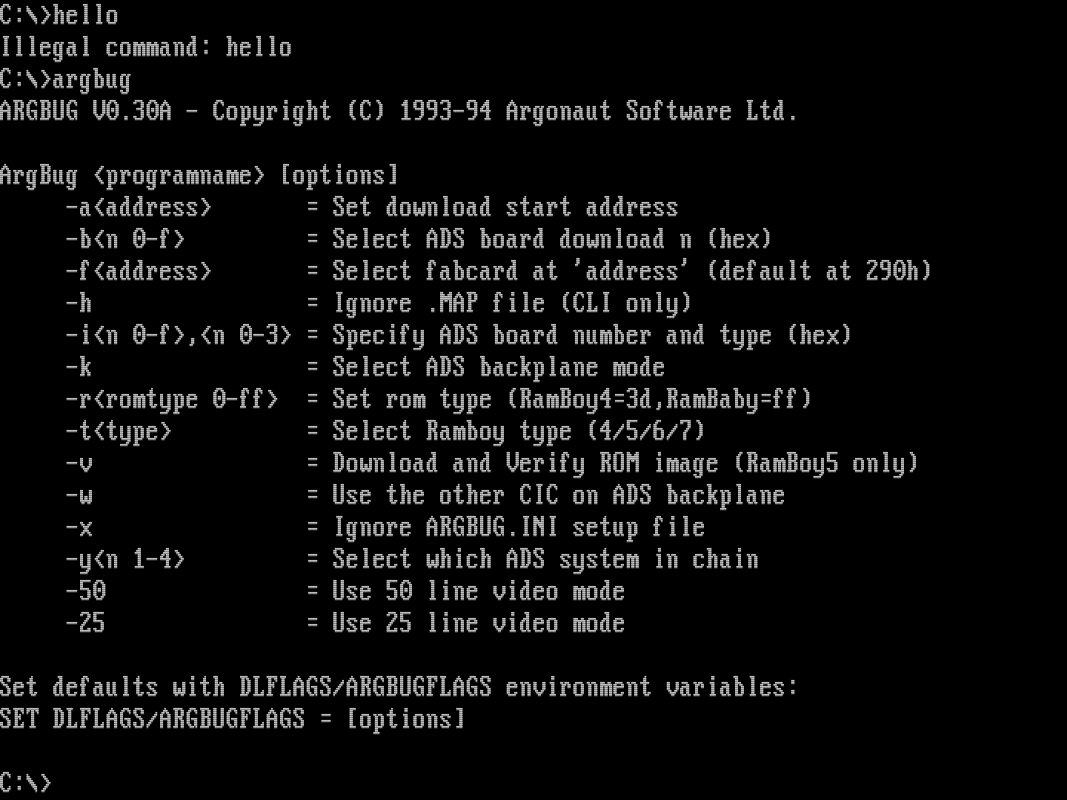 C:\>hello
Illegal command: hello
C:\>argbug
ARGBUG V0.30A - Copyright (C) 1993-94 Argonaut Software Ltd.

ArgBug <programname> [options]
     -a<address>       = Set download start address
     -b<n 0-f>         = Select ADS board download n (hex)
     -f<address>       = Select fabcard at 'address' (default at 290h)
     -h                = Ignore .MAP file (CLI only)
     -i<n 0-f>,<n 0-3> = Specify ADS board number and type (hex)
     -k                = Select ADS backplane mode
     -r<romtype 0-ff>  = Set rom type (RamBoy4=3d,RamBaby=ff)
     -t<type>          = Select Ramboy type (4/5/6/7)
     -v                = Download and Verify ROM image (RamBoy5 only)
     -w                = Use the other CIC on ADS backplane
     -x                = Ignore ARGBUG.INI setup file
     -y<n 1-4>         = Select which ADS system in chain
     -50               = Use 50 line video mode
     -25               = Use 25 line video mode

Set defaults with DLFLAGS/ARGBUGFLAGS environment variables:
SET DLFLAGS/ARGBUGFLAGS = [options]

C:\>